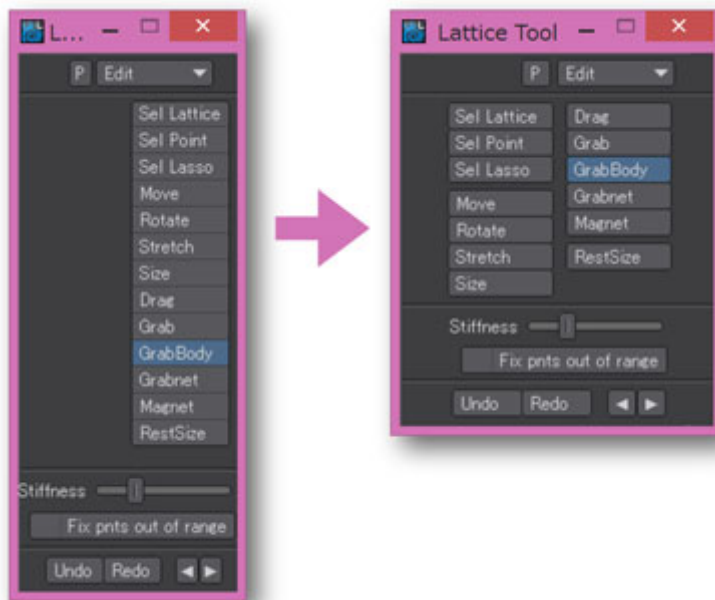 L...
P Edit
Sel Lattice
Sel Point
Sel Lasso
Move
Rotate
Stretch
Size
Drag
Grab
GrabBody
Grabnet
Magnet
RestSize
Stiffness
Fix pnts out of range
Undo Redo
Lattice Tool
P Edit
Sel Lattice
Sel Point
Sel Lasso
Move
Rotate
Stretch
Size
Drag
Grab
GrabBody
Grabnet
Magnet
RestSize
Stiffness
Fix pnts out of range
Undo Redo